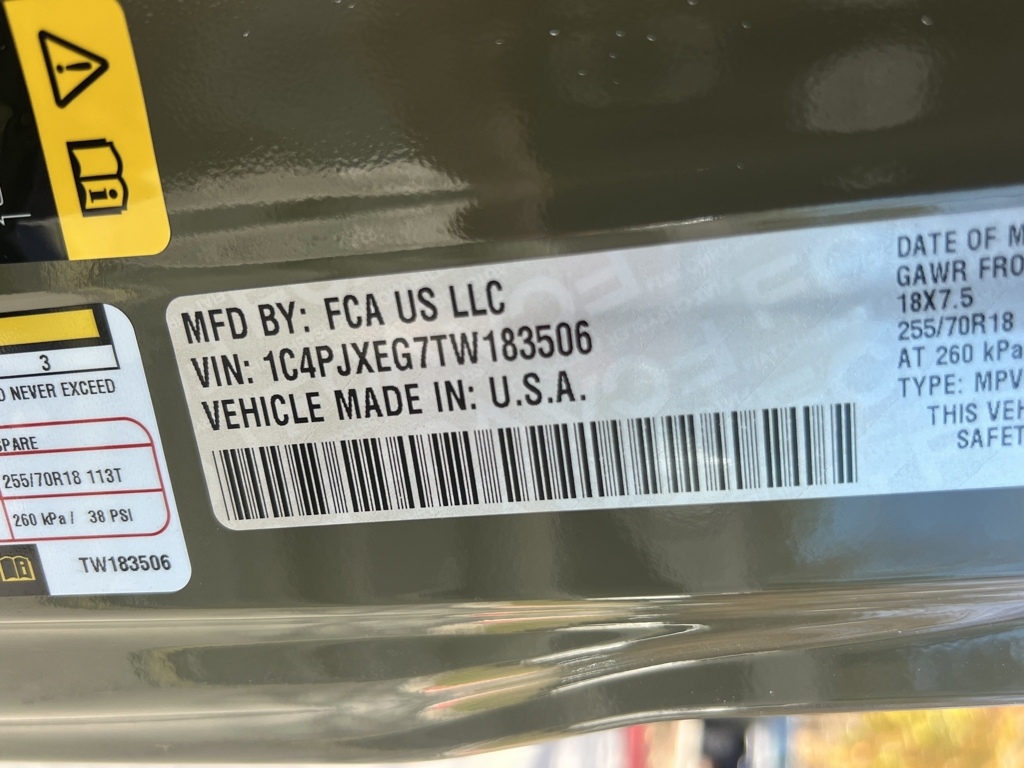 MFD BY: FCA US LLC
VIN: 1C4PJXEG7TW183506
VEHICLE MADE IN: U.S.A.
DATE OF M
GAWR FRO
18X7.5
255/70R18
AT 260 kPa
TYPE: MPV
THIS VEH
SAFET
3
NEVER EXCEED
SPARE
255/70R18 113T
260 kPa / 38 PSI
TW183506